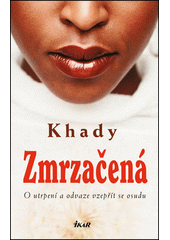 Khady
Zmrzačená
O utrpení a odvaze vzepřít se osudu
IKAR